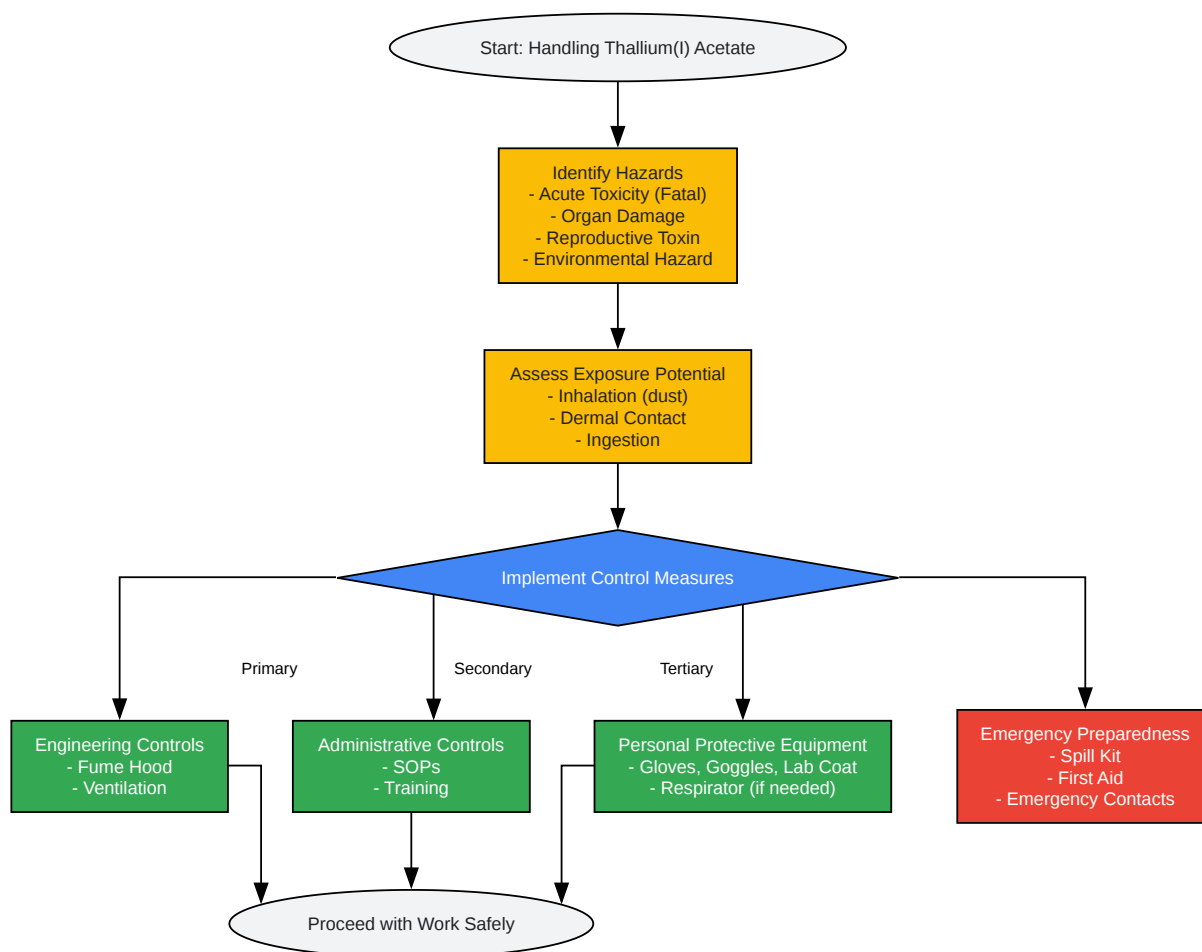 Start: Handling Thallium(I) Acetate
Identify Hazards
- Acute Toxicity (Fatal)
- Organ Damage
- Reproductive Toxin
- Environmental Hazard
Assess Exposure Potential
- Inhalation (dust)
- Dermal Contact
- Ingestion
Implement Control Measures
Primary
Secondary
Tertiary
Engineering Controls
- Fume Hood
- Ventilation
Administrative Controls
- SOPs
- Training
Personal Protective Equipment
- Gloves, Goggles, Lab Coat
- Respirator (if needed)
Emergency Preparedness
- Spill Kit
- First Aid
- Emergency Contacts
Proceed with Work Safely